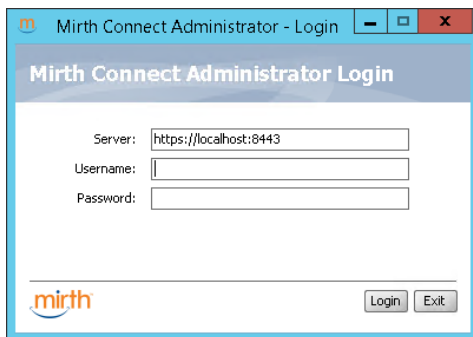 m Mirth Connect Administrator - Login x
Mirth Connect Administrator Login
Server: https://localhost:8443
Username:
Password:
mirth Login Exit